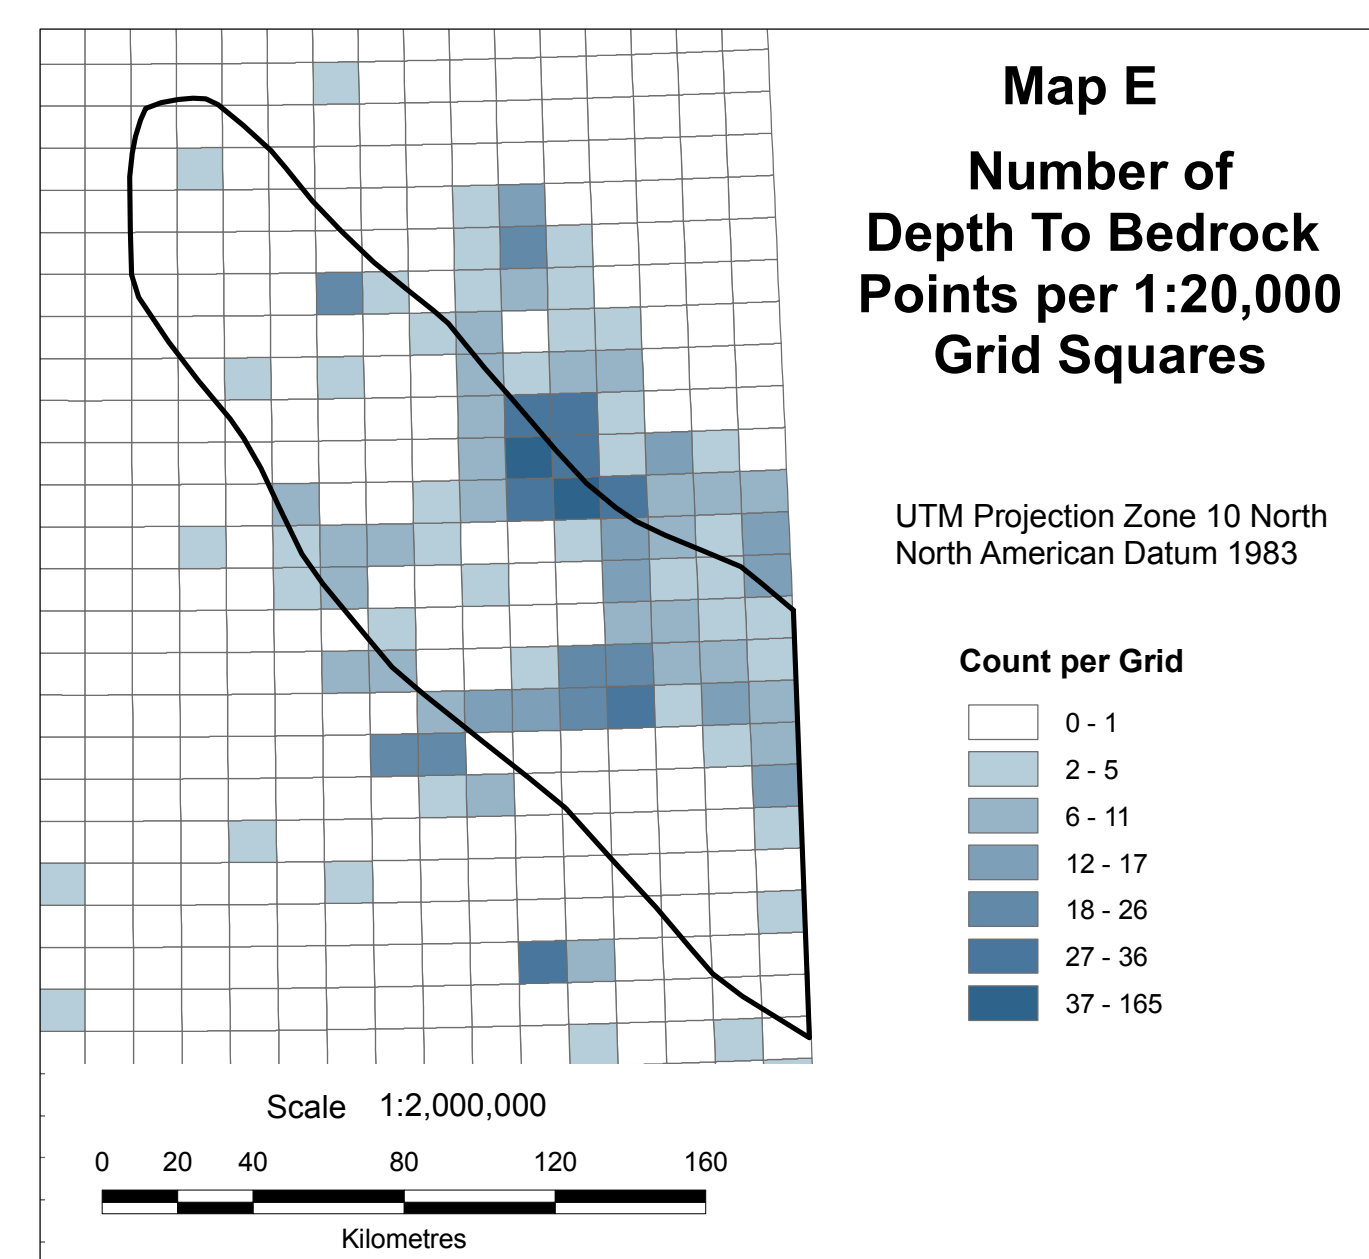 Map E
Number of
Depth To Bedrock
Points per 1:20,000
Grid Squares
UTM Projection Zone 10 North
North American Datum 1983
Count per Grid
0 - 1
2 - 5
6 - 11
12 - 17
18 - 26
27 - 36
37 - 165
Scale 1:2,000,000
0 20 40 80 120 160
Kilometres